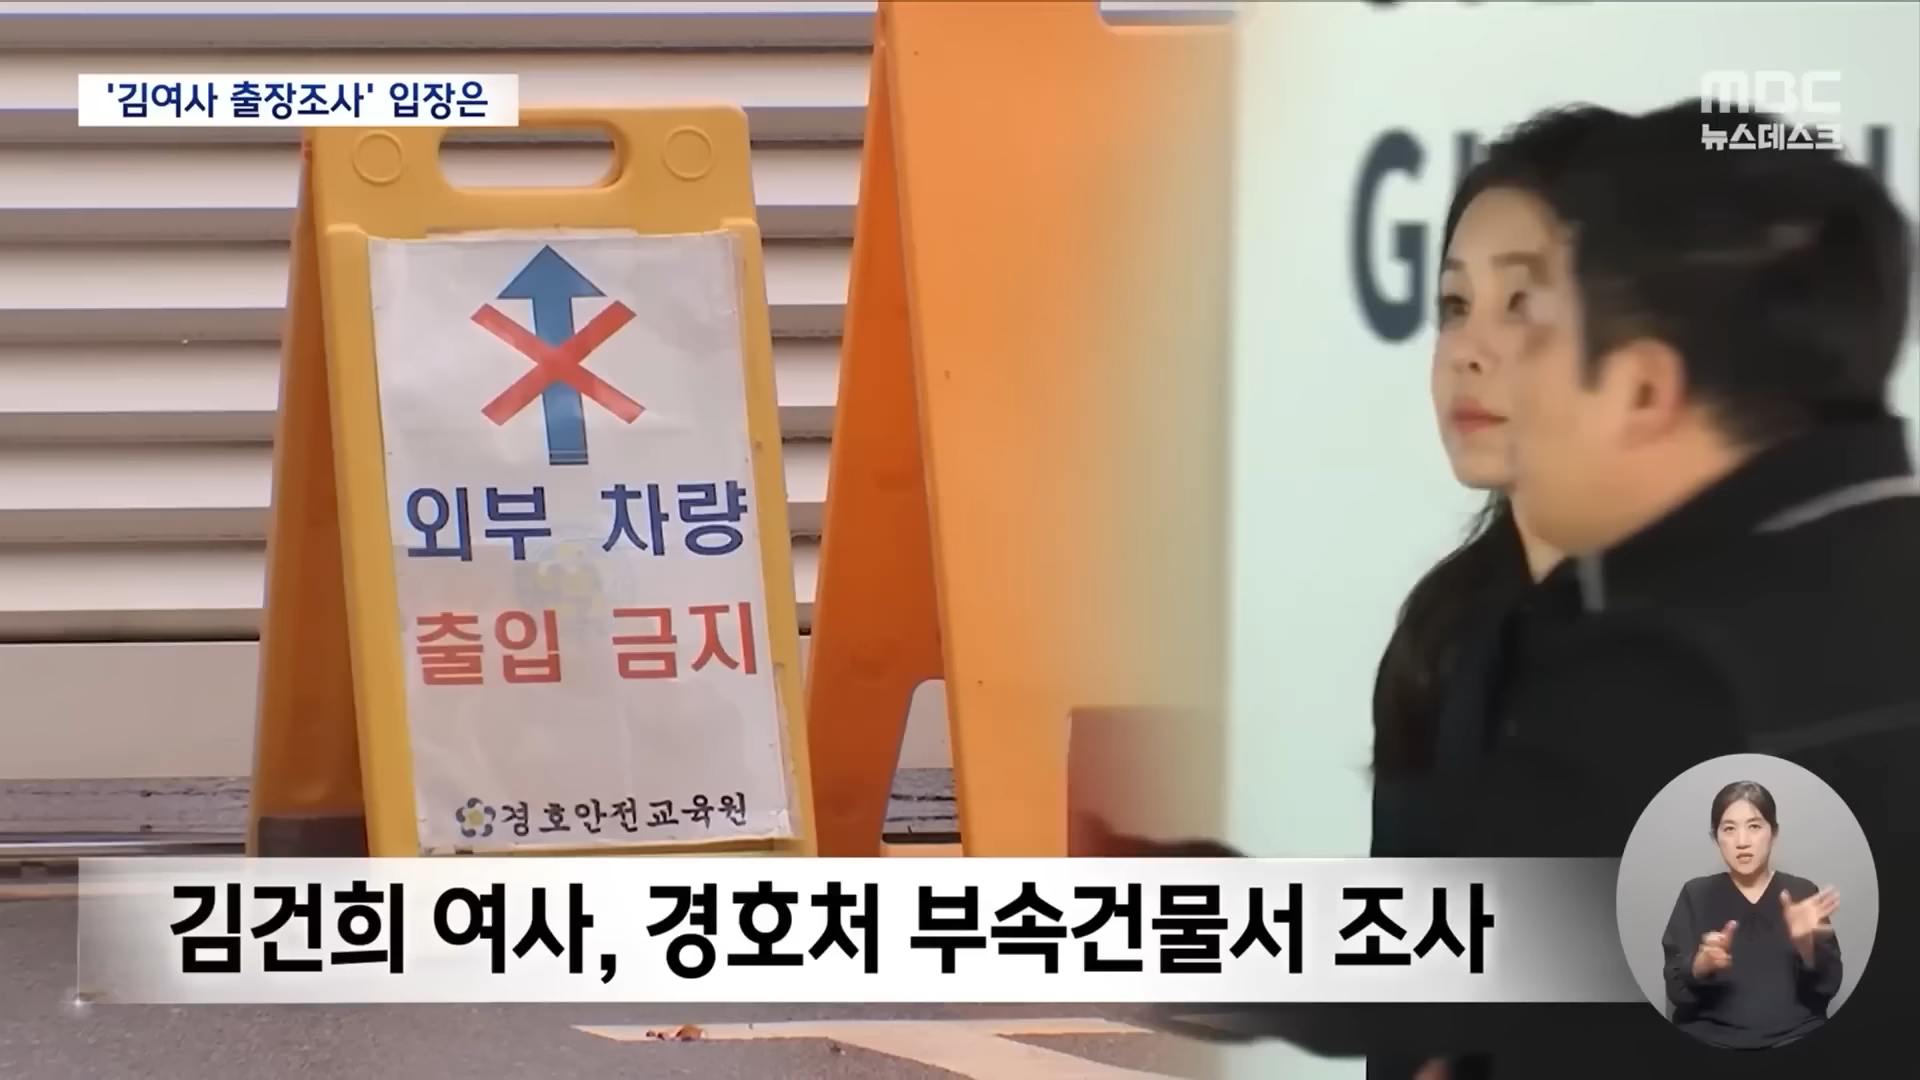 '김여사 출장조사' 입장은
MBC
뉴스데스크
G
외부 차량
출입 금지
경호안전교육원
김건희 여사, 경호처 부속건물서 조사